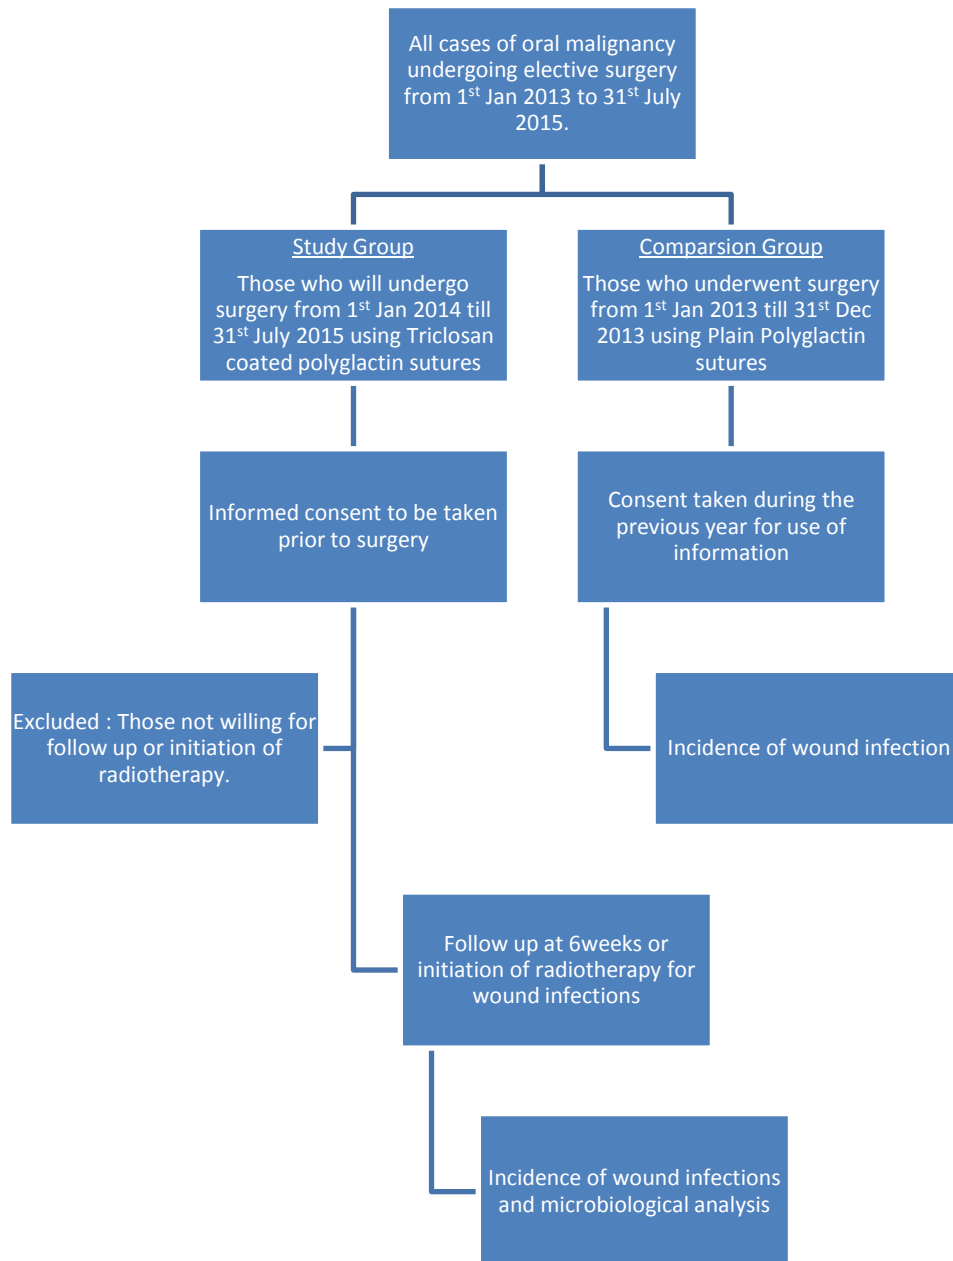 All cases of oral malignancy
undergoing elective surgery
from 1st Jan 2013 to 31st July
2015.
Study Group
Those who will undergo
surgery from 1st Jan 2014 till
31st July 2015 using Triclosan
coated polyglactin sutures
Comparsion Group
Those who underwent surgery
from 1st Jan 2013 till 31st Dec
2013 using Plain Polyglactin
sutures
Informed consent to be taken
prior to surgery
Consent taken during the
previous year for use of
information
Excluded : Those not willing for
follow up or initiation of
radiotherapy.
Incidence of wound infection
Follow up at 6weeks or
initiation of radiotherapy for
wound infections
Incidence of wound infections
and microbiological analysis